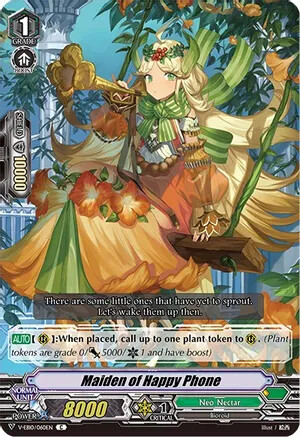 1
GRADE
BOOST
SHIELD
10000
There are some little ones that have yet to sprout.
Let's wake them up then.
AUTO [ 1:When placed, call up to one plant token to . (Plant
tokens are grade 0/ 5000/ 1 and have boost)
Maiden of Happy Phone
NORMAL
UNIT
POWER
8000
1
CRITICAL
Neo Nectar
Bioroid
V-EB10/060EN C
Illust /